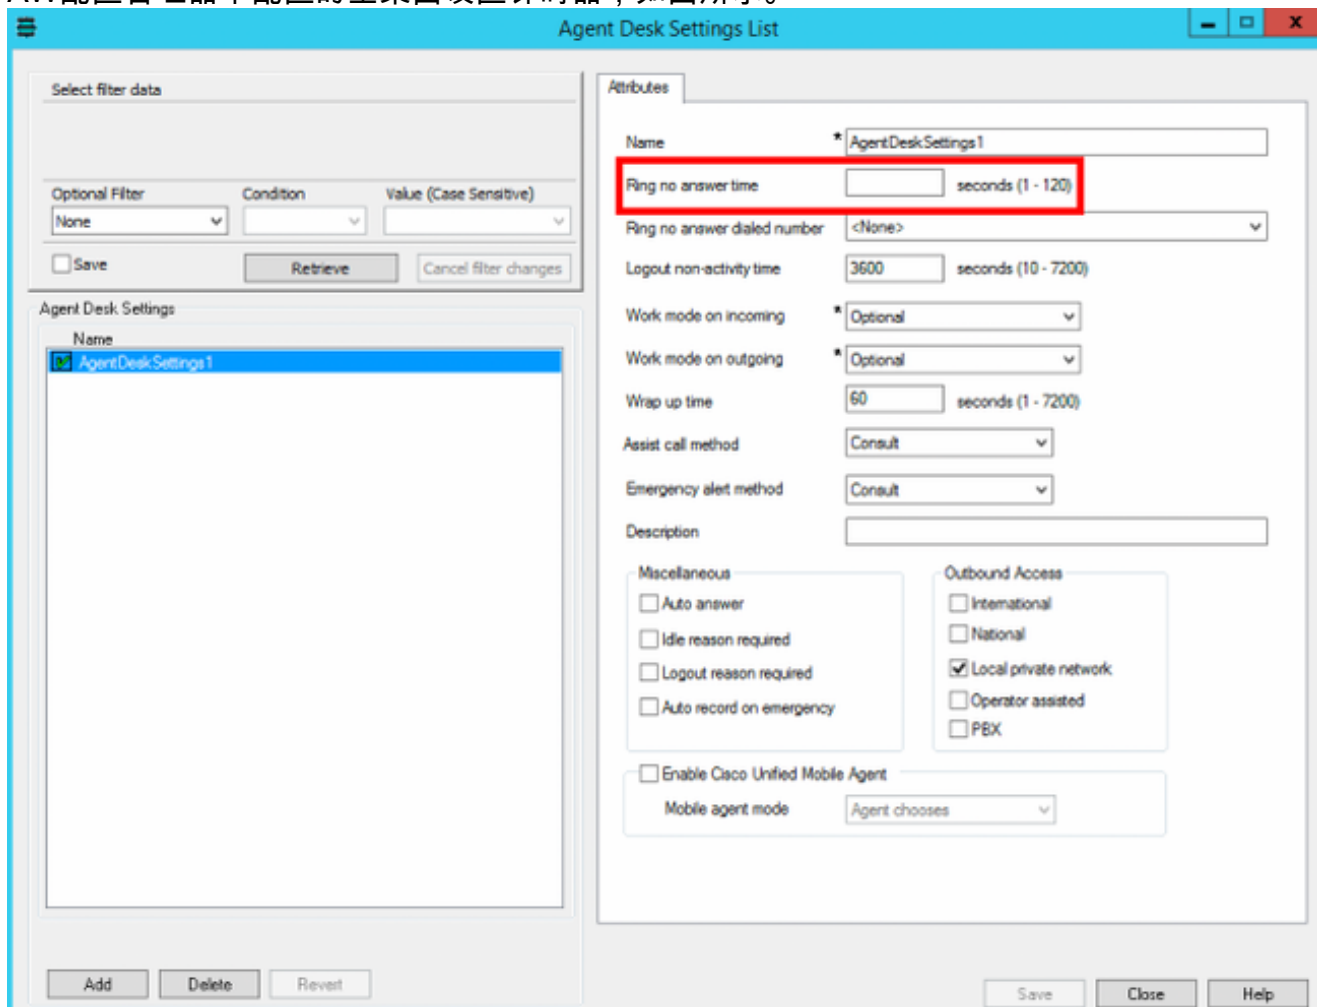 Agent Desk Settings List
Select filter data
Optional Filter Condition Value (Case Sensitive)
None
Save Retrieve Cancel filter changes
Agent Desk Settings
Name
AgentDeskSettings1
Add Delete Revert
Attributes
Name * AgentDeskSettings1
Ring no answer time seconds (1 - 120)
Ring no answer dialed number <None>
Logout non-activity time 3600 seconds (10 - 7200)
Work mode on incoming * Optional
Work mode on outgoing * Optional
Wrap up time 60 seconds (1 - 7200)
Assist call method Consult
Emergency alert method Consult
Description
Miscellaneous
Auto answer
Idle reason required
Logout reason required
Auto record on emergency
Outbound Access
International
National
Local private network
Operator assisted
PBX
Enable Cisco Unified Mobile Agent
Mobile agent mode Agent chooses
Save Close Help